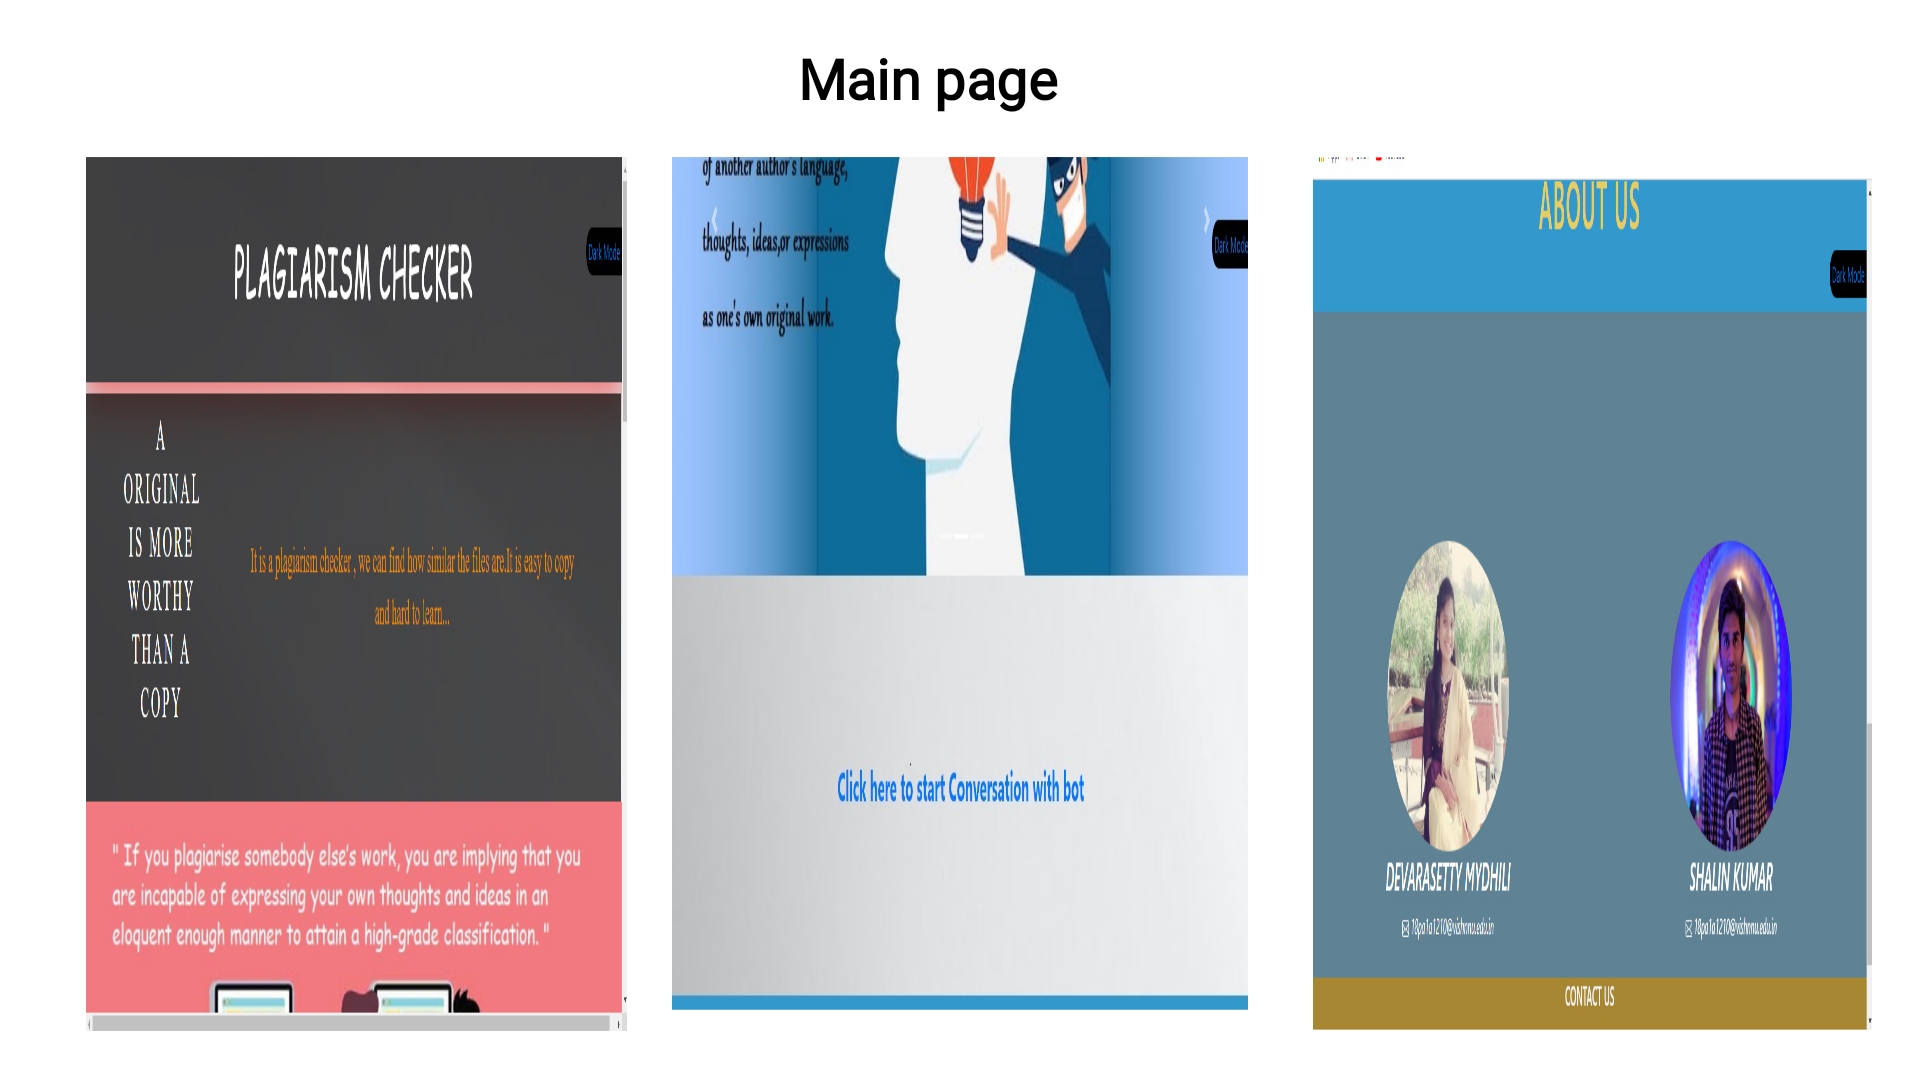 Main page
PLAGIARISM CHECKER
Dark Mode
A
ORIGINAL
IS MORE
WORTHY
THAN A
COPY
It is a plagiarism checker , we can find how similar the files are.It is easy to copy
and hard to learn...
" If you plagiarise somebody else's work, you are implying that you
are incapable of expressing your own thoughts and ideas in an
eloquent enough manner to attain a high-grade classification. "
of another author's language,
thoughts, ideas,or expressions
as one's own original work.
Dark Mode
Click here to start Conversation with bot
ABOUT US
Dark Mode
DEVARASETTY MYDHILI
18pa1a1210@vishnu.edu.in
SHALIN KUMAR
18pa1a1210@vishnu.edu.in
CONTACT US